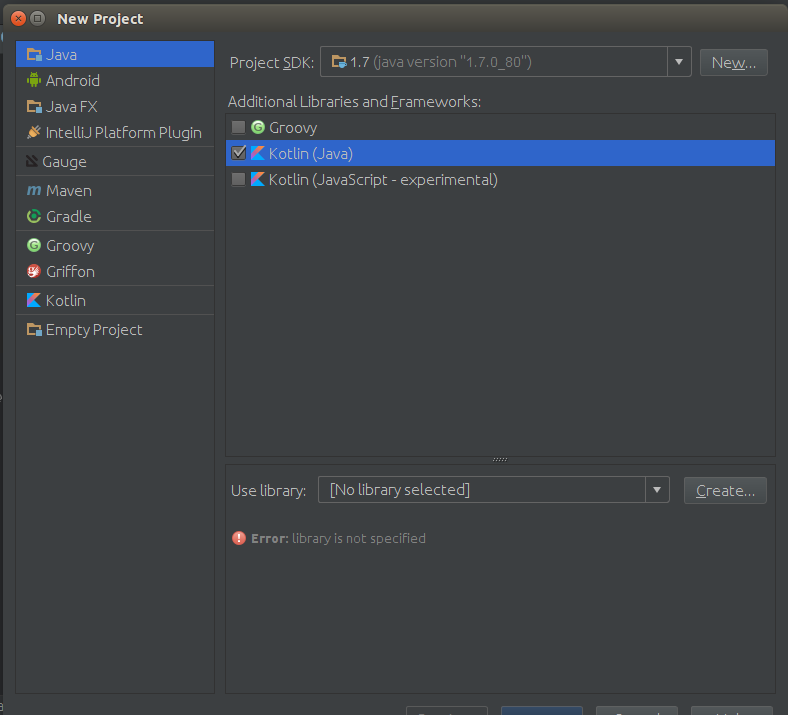 New Project
Java
Android
Java FX
IntelliJ Platform Plugin
Gauge
Maven
Gradle
Groovy
Griffon
Kotlin
Empty Project
Project SDK: 1.7 (java version "1.7.0_80") New...
Additional Libraries and Frameworks:
Groovy
Kotlin (Java)
Kotlin (JavaScript - experimental)
Use library: [No library selected] Create...
Error: library is not specified